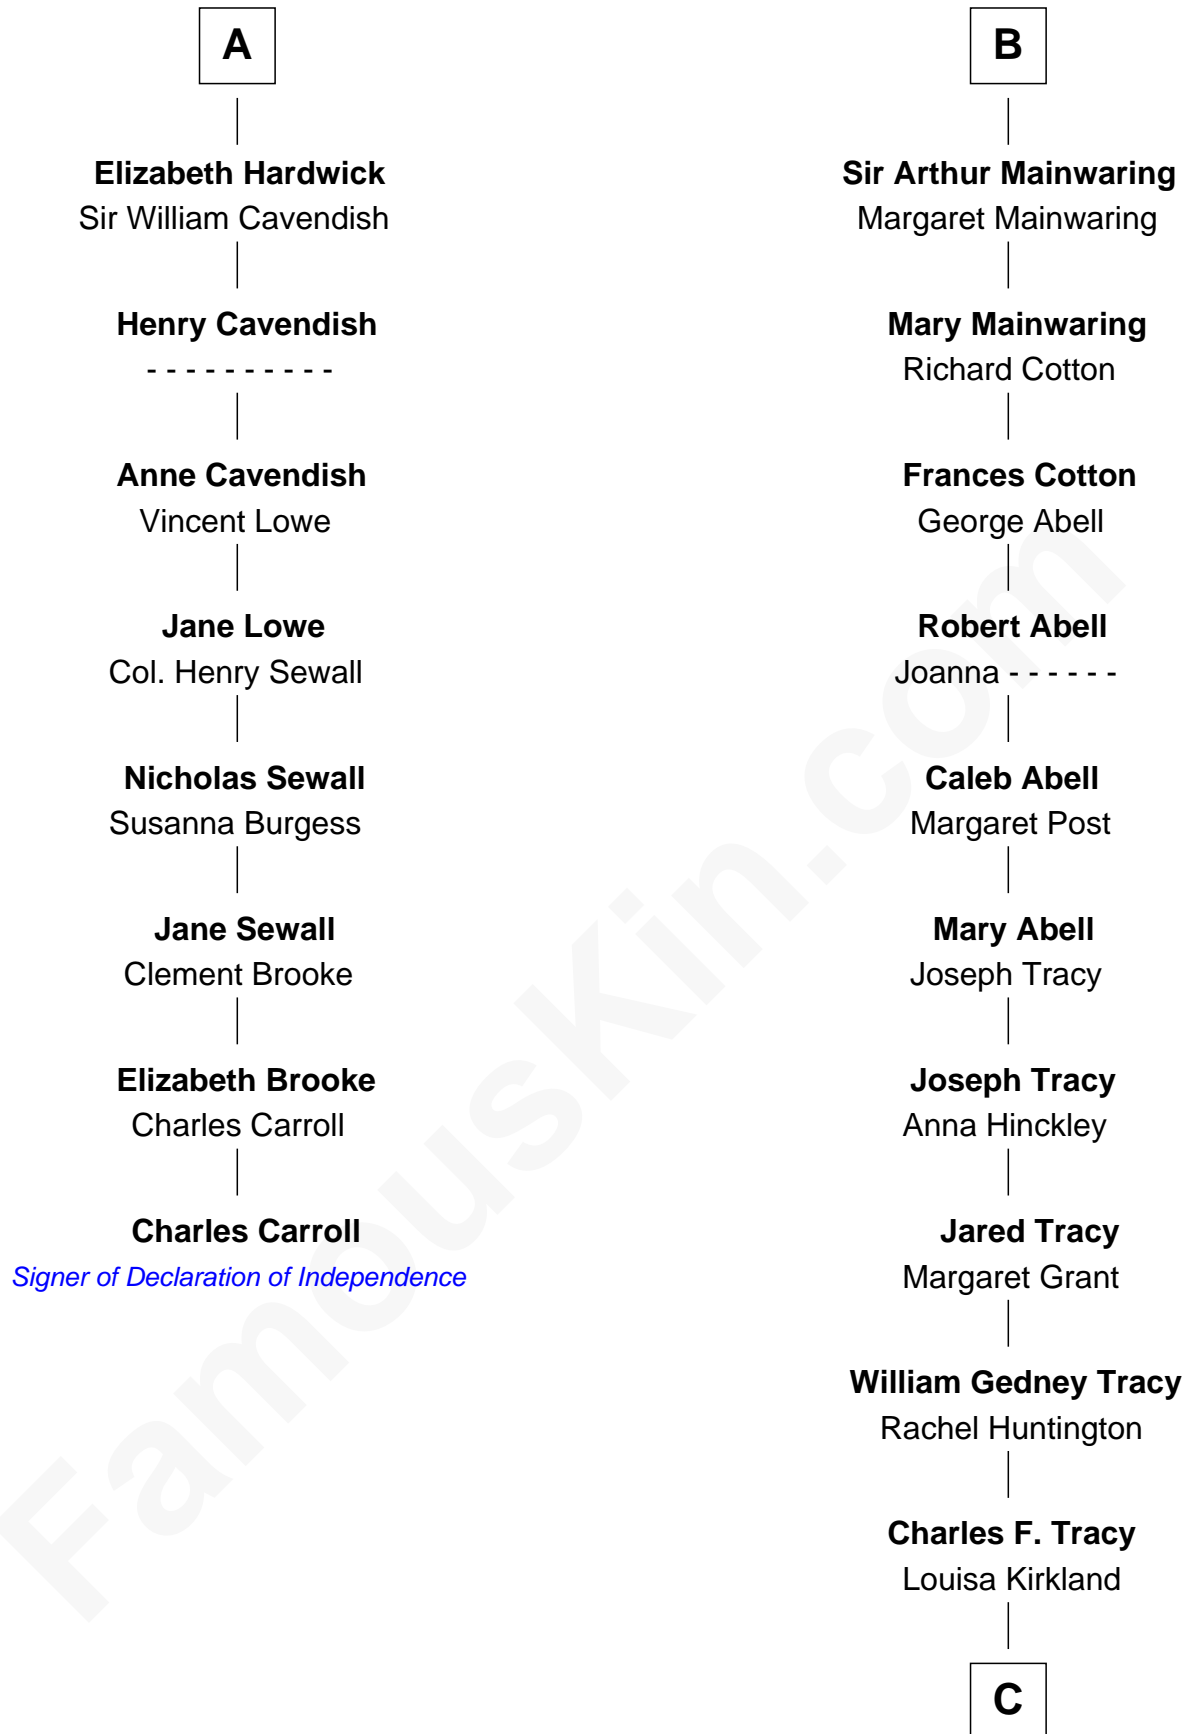 A
Elizabeth Hardwick
Sir William Cavendish
Henry Cavendish
- - - - - - - - - -
Anne Cavendish
Vincent Lowe
Jane Lowe
Col. Henry Sewall
Nicholas Sewall
Susanna Burgess
Jane Sewall
Clement Brooke
Elizabeth Brooke
Charles Carroll
Charles Carroll
Signer of Declaration of Independence
B
Sir Arthur Mainwaring
Margaret Mainwaring
Mary Mainwaring
Richard Cotton
Frances Cotton
George Abell
Robert Abell
Joanna - - - - - -
Caleb Abell
Margaret Post
Mary Abell
Joseph Tracy
Joseph Tracy
Anna Hinckley
Jared Tracy
Margaret Grant
William Gedney Tracy
Rachel Huntington
Charles F. Tracy
Louisa Kirkland
C
FamousKin.com